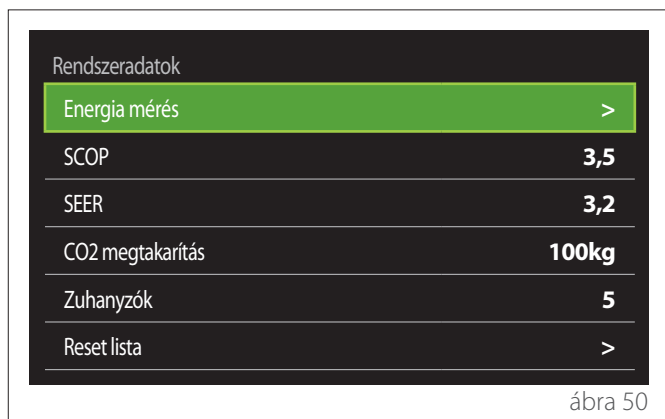 Rendszeradatok
Energia mérés >
SCOP 3,5
SEER 3,2
CO2 megtakarítás 100kg
Zuhanyzók 5
Reset lista >
ábra 50